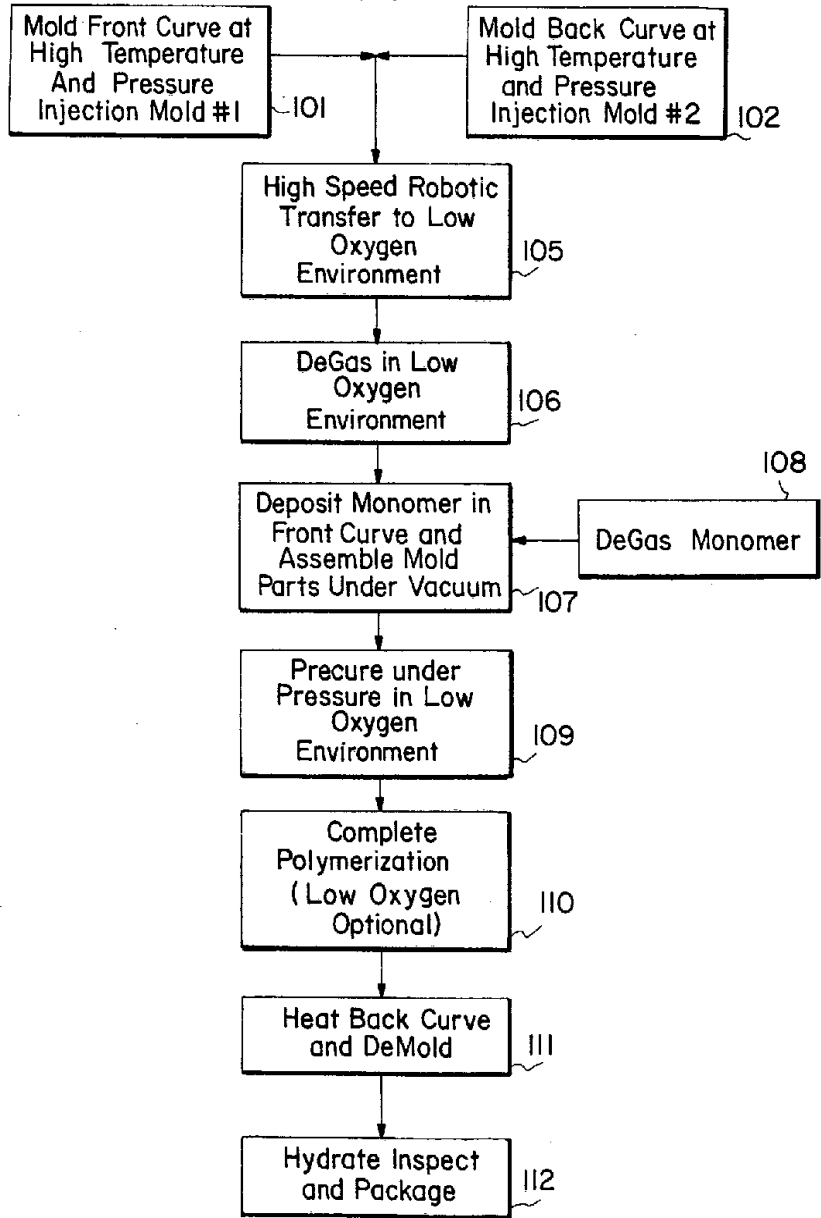 Mold Front Curve at
High Temperature
And Pressure
Injection Mold #1
101
Mold Back Curve at
High Temperature
and Pressure
Injection Mold #2
102
High Speed Robotic
Transfer to Low
Oxygen
Environment
105
DeGas in Low
Oxygen
Environment
106
Deposit Monomer in
Front Curve and
Assemble Mold
Parts Under Vacuum
107
108
DeGas Monomer
Precure under
Pressure in Low
Oxygen
Environment
109
Complete
Polymerization
(Low Oxygen
Optional)
110
Heat Back Curve
and DeMold
111
Hydrate Inspect
and Package
112